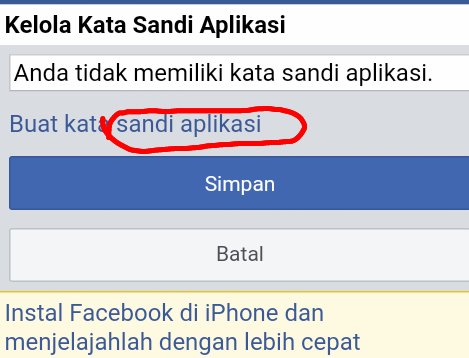 Kelola Kata Sandi Aplikasi
Anda tidak memiliki kata sandi aplikasi.
Buat kata sandi aplikasi
Simpan
Batal
Instal Facebook di iPhone dan
menjelajahlah dengan lebih cepat